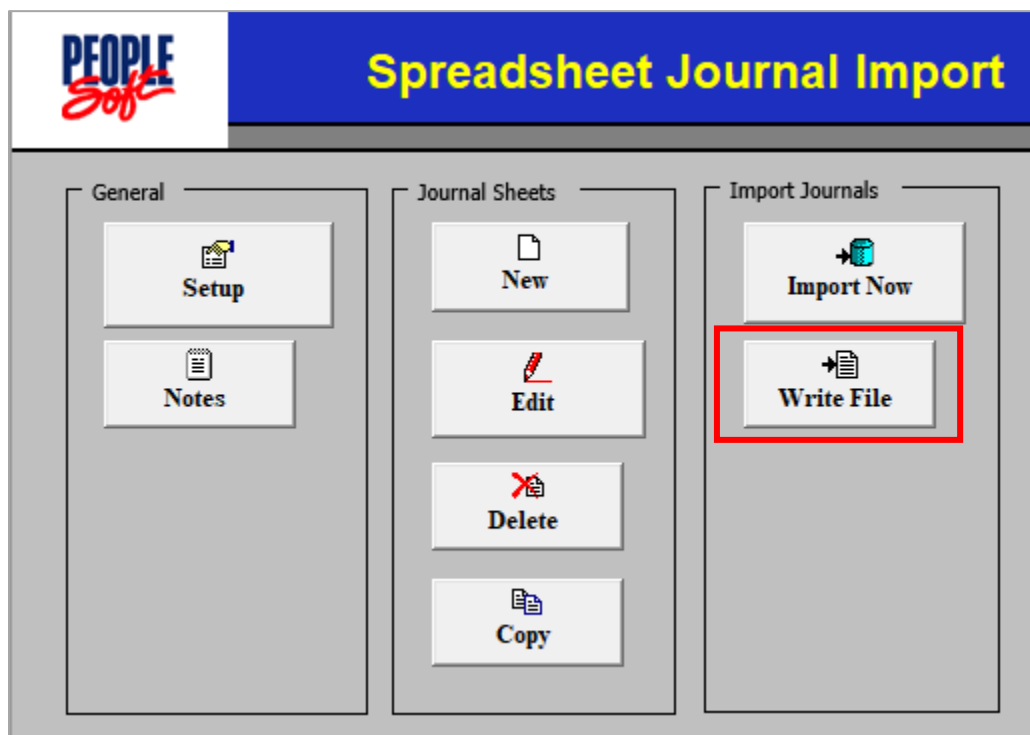 PEOPLE
Soft
Spreadsheet Journal Import
General
Setup
Notes
Journal Sheets
New
Edit
Delete
Copy
Import Journals
Import Now
Write File